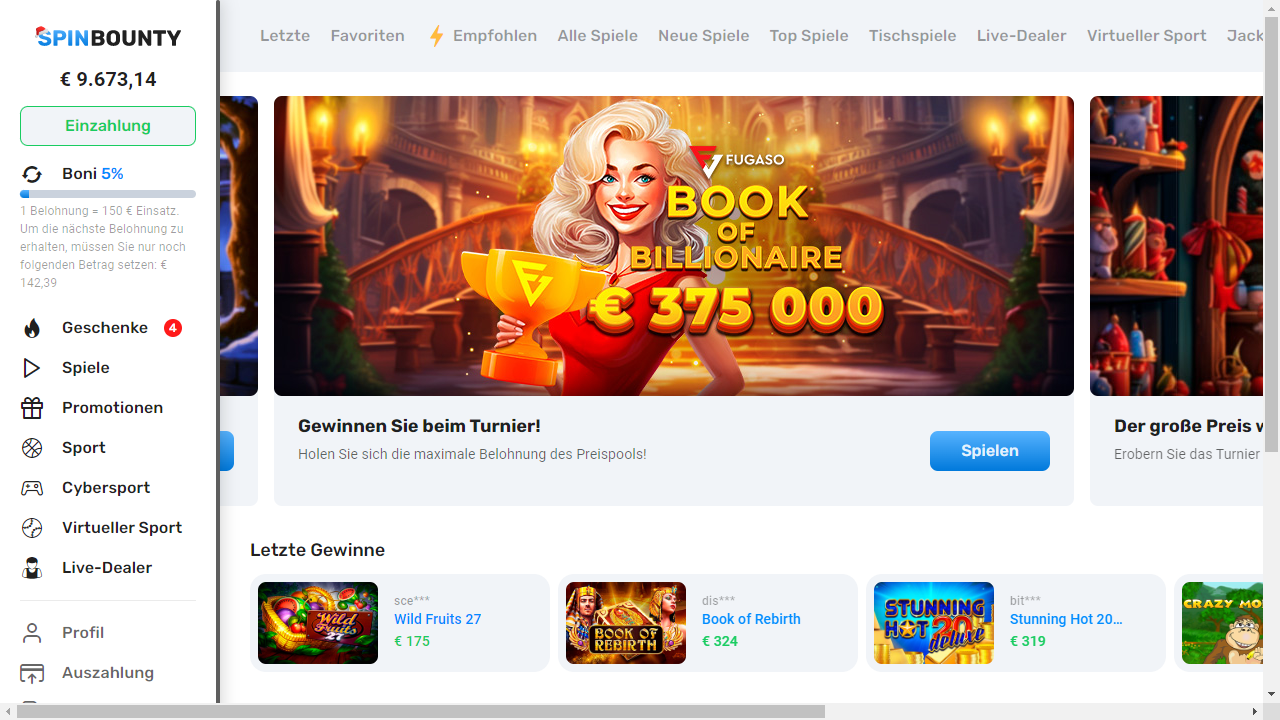 SPINBOUNTY
€ 9.673,14
Einzahlung
Boni 5%
1 Belohnung = 150 € Einsatz.
Um die nächste Belohnung zu
erhalten, müssen Sie nur noch
folgenden Betrag setzen: €
142,39
Geschenke 4
Spiele
Promotionen
Sport
Cybersport
Virtueller Sport
Live-Dealer
Profil
Auszahlung
Letzte Favoriten Empfohlen Alle Spiele Neue Spiele Top Spiele Tischspiele Live-Dealer Virtueller Sport Jack
FUGASO
BOOK
OF
BILLIONAIRE
€ 375 000
Gewinnen Sie beim Turnier!
Holen Sie sich die maximale Belohnung des Preispools!
Spielen
Der große Preis
Erobern Sie das Turnier
Letzte Gewinne
Wild Fruits 27
sce***
Wild Fruits 27
€ 175
BOOK OF
REBIRTH
dis***
Book of Rebirth
€ 324
STUNNING
HOT 20
deluxe
bit***
Stunning Hot 20...
€ 319
CRAZY MO